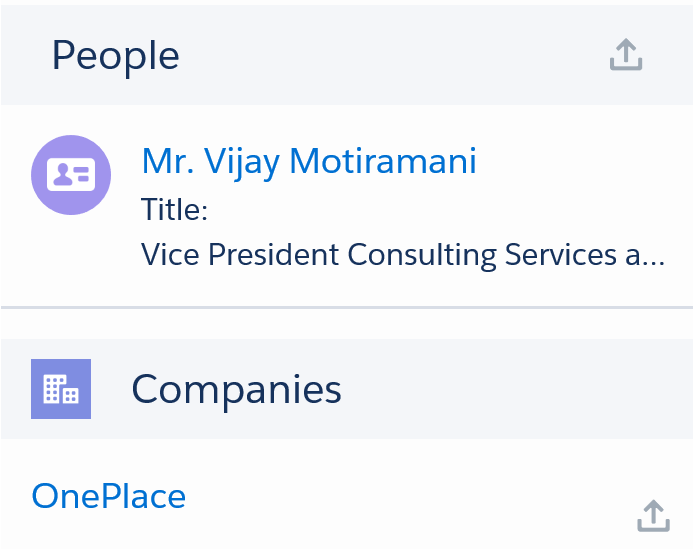 People
Mr. Vijay Motiramani
Title:
Vice President Consulting Services a...
Companies
OnePlace